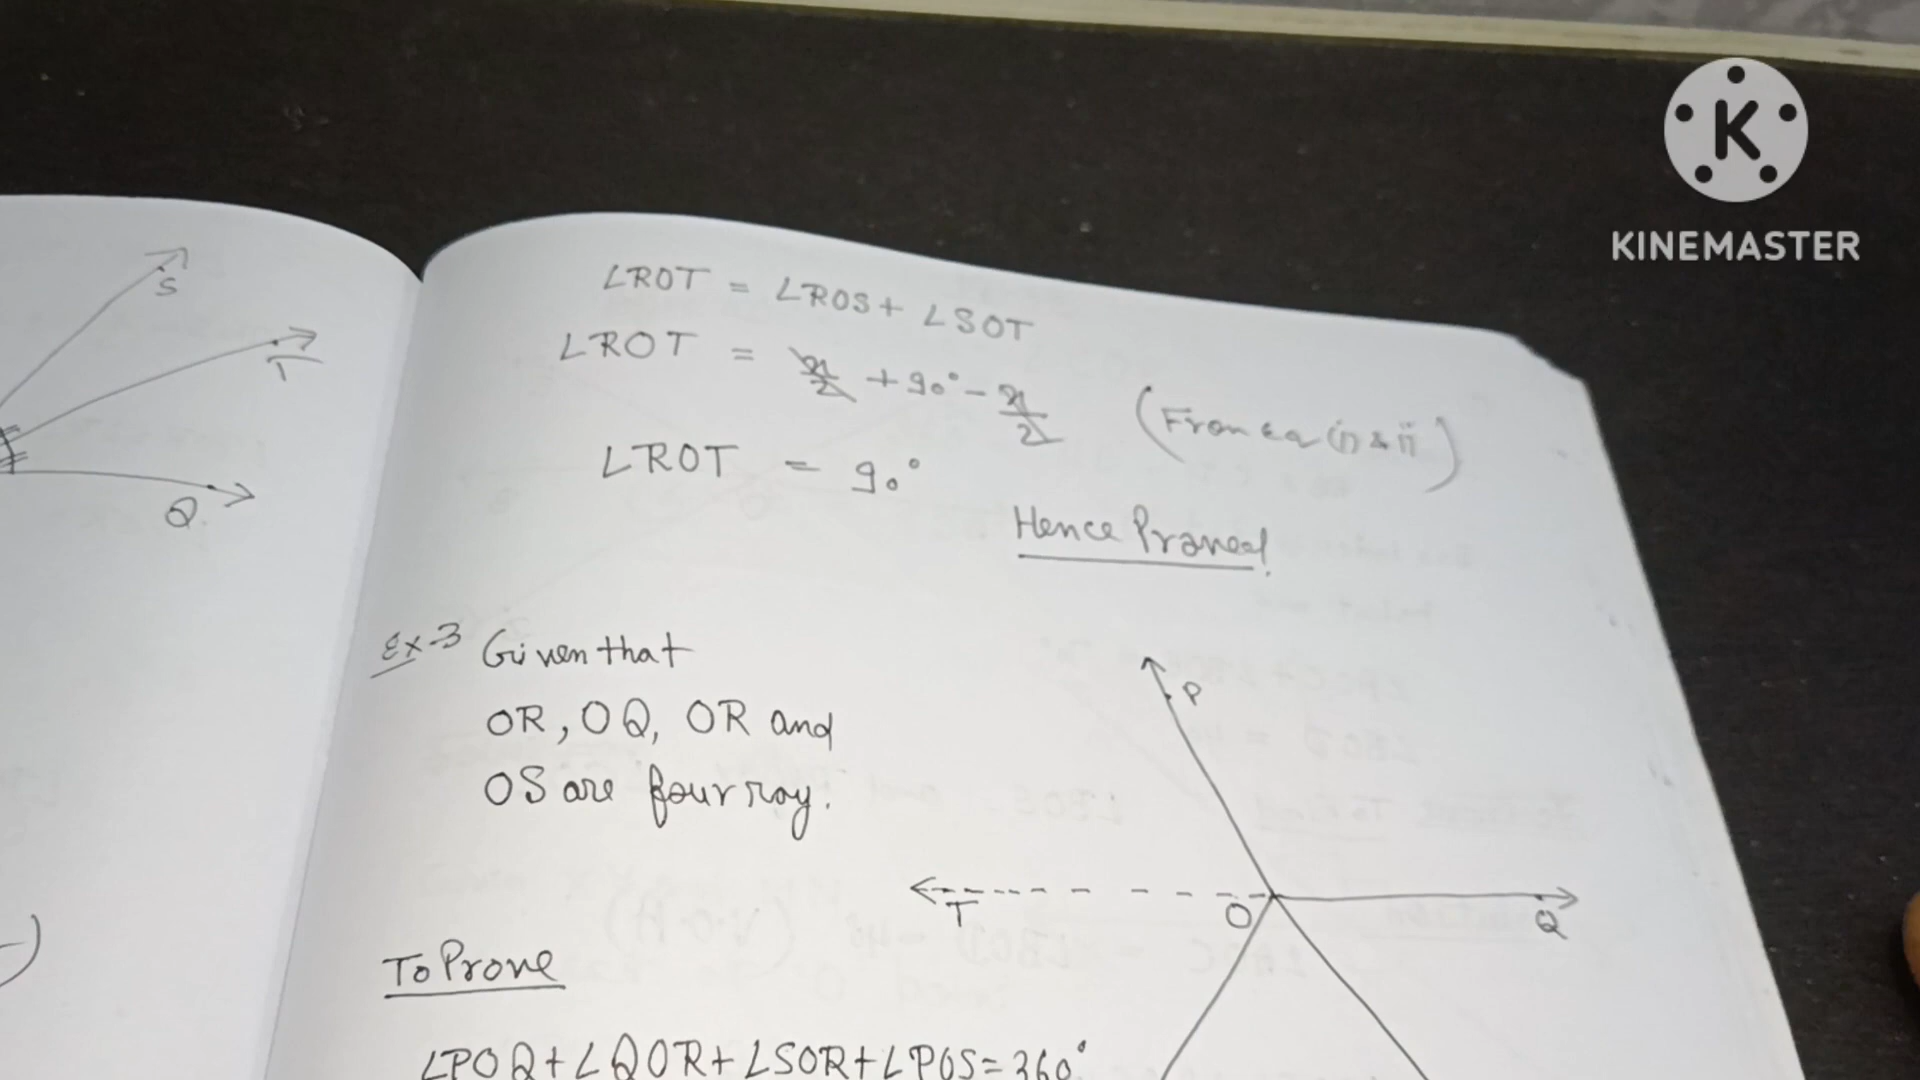 K
KINEMASTER
S
T
Q
∠ROT = ∠ROS + ∠SOT
∠ROT = x/2 + 90° - x/2 (From eq (i) & ii)
∠ROT = 90°
Hence Proved
Ex-3 Given that
OR, OQ, OR and
OS are four ray.
P
T
O
Q
To Prove
∠POQ + ∠QOR + ∠SOR + ∠POS = 360°